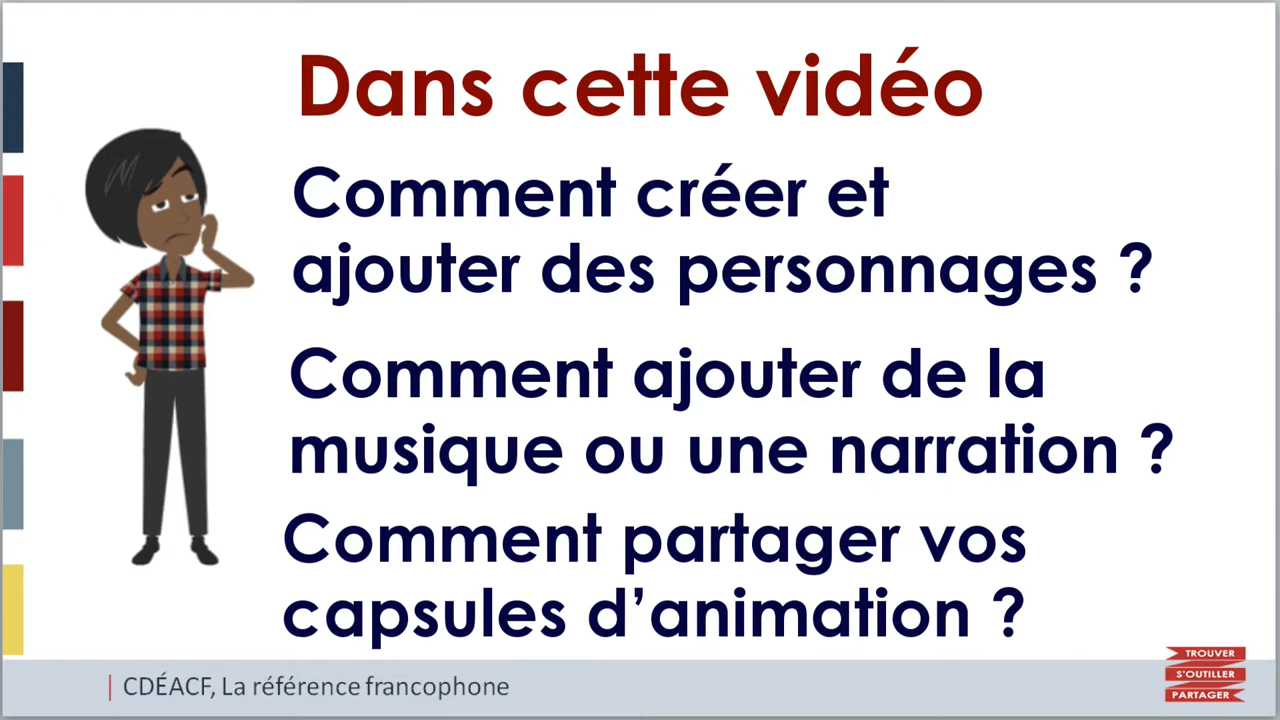 Dans cette vidéo
Comment créer et
ajouter des personnages ?
Comment ajouter de la
musique ou une narration ?
Comment partager vos
capsules d’animation ?
CDÉACF, La référence francophone
TROUVER
S'OUTILLER
PARTAGER